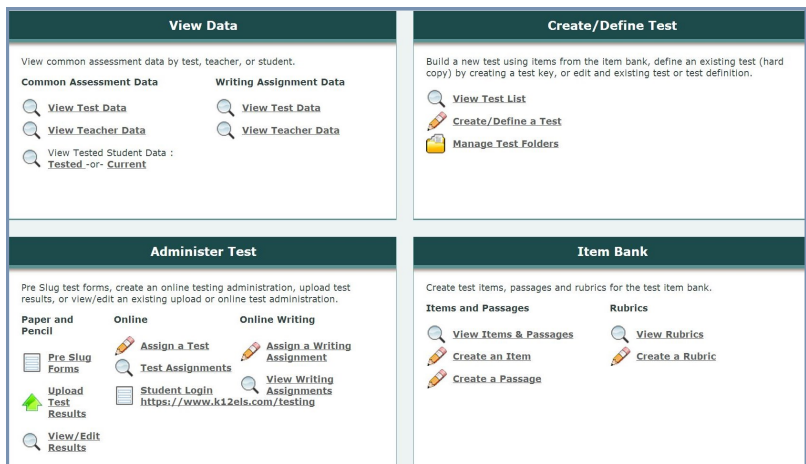 View Data
View common assessment data by test, teacher, or student.
Common Assessment Data
View Test Data
View Teacher Data
View Tested Student Data :
Tested -or- Current
Writing Assignment Data
View Test Data
View Teacher Data
Create/Define Test
Build a new test using items from the item bank, define an existing test (hard
copy) by creating a test key, or edit and existing test or test definition.
View Test List
Create/Define a Test
Manage Test Folders
Administer Test
Pre Slug test forms, create an online testing administration, upload test
results, or view/edit an existing upload or online test administration.
Paper and
Pencil
Pre Slug
Forms
Upload
Test
Results
View/Edit
Results
Online
Assign a Test
Test Assignments
Student Login
https://www.k12els.com/testing
Online Writing
Assign a Writing
Assignment
View Writing
Assignments
Item Bank
Create test items, passages and rubrics for the test item bank.
Items and Passages
View Items & Passages
Create an Item
Create a Passage
Rubrics
View Rubrics
Create a Rubric